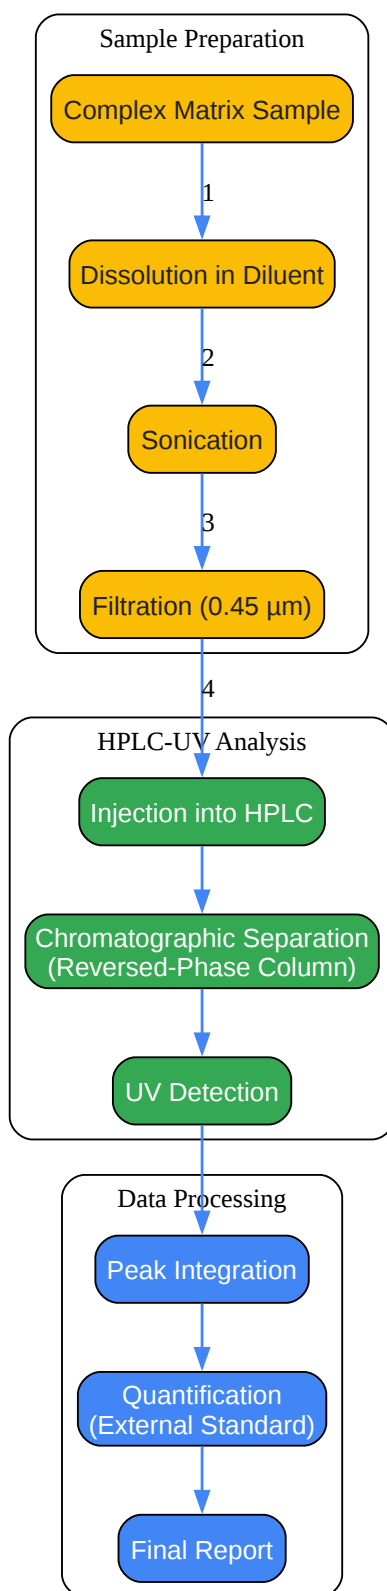 Sample Preparation
Complex Matrix Sample
1
Dissolution in Diluent
2
Sonication
3
Filtration (0.45 µm)
4
HPLC-UV Analysis
Injection into HPLC
Chromatographic Separation
(Reversed-Phase Column)
UV Detection
Data Processing
Peak Integration
Quantification
(External Standard)
Final Report